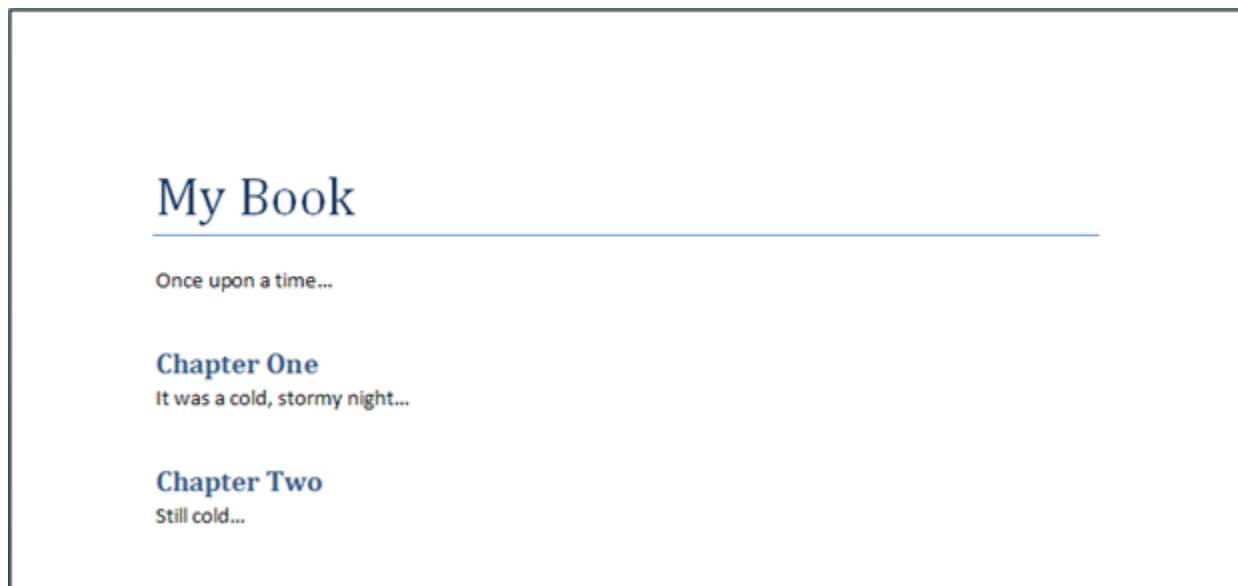 My Book
Once upon a time...
Chapter One
It was a cold, stormy night...
Chapter Two
Still cold...